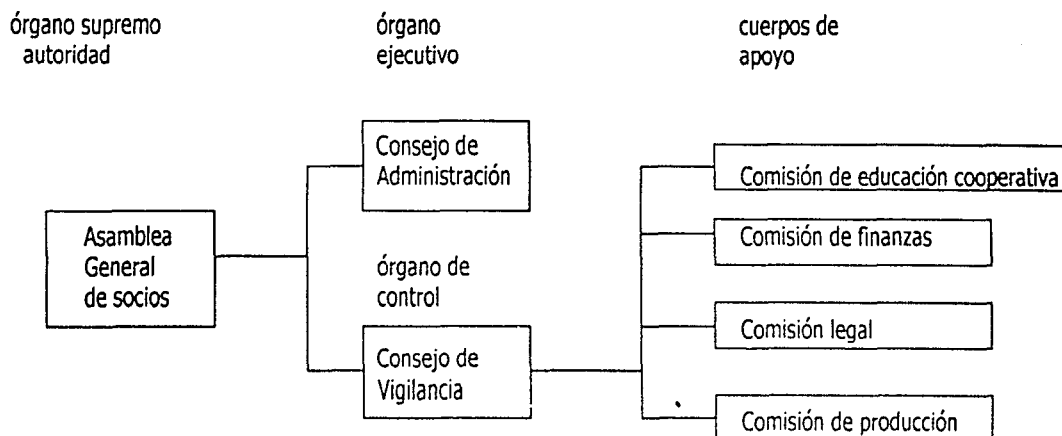 órgano supremo
autoridad
órgano
ejecutivo
cuerpos de
apoyo
Consejo de
Administración
Comisión de educación cooperativa
Asamblea
General
de socios
Comisión de finanzas
órgano de
control
Comisión legal
Consejo de
Vigilancia
Comisión de producción